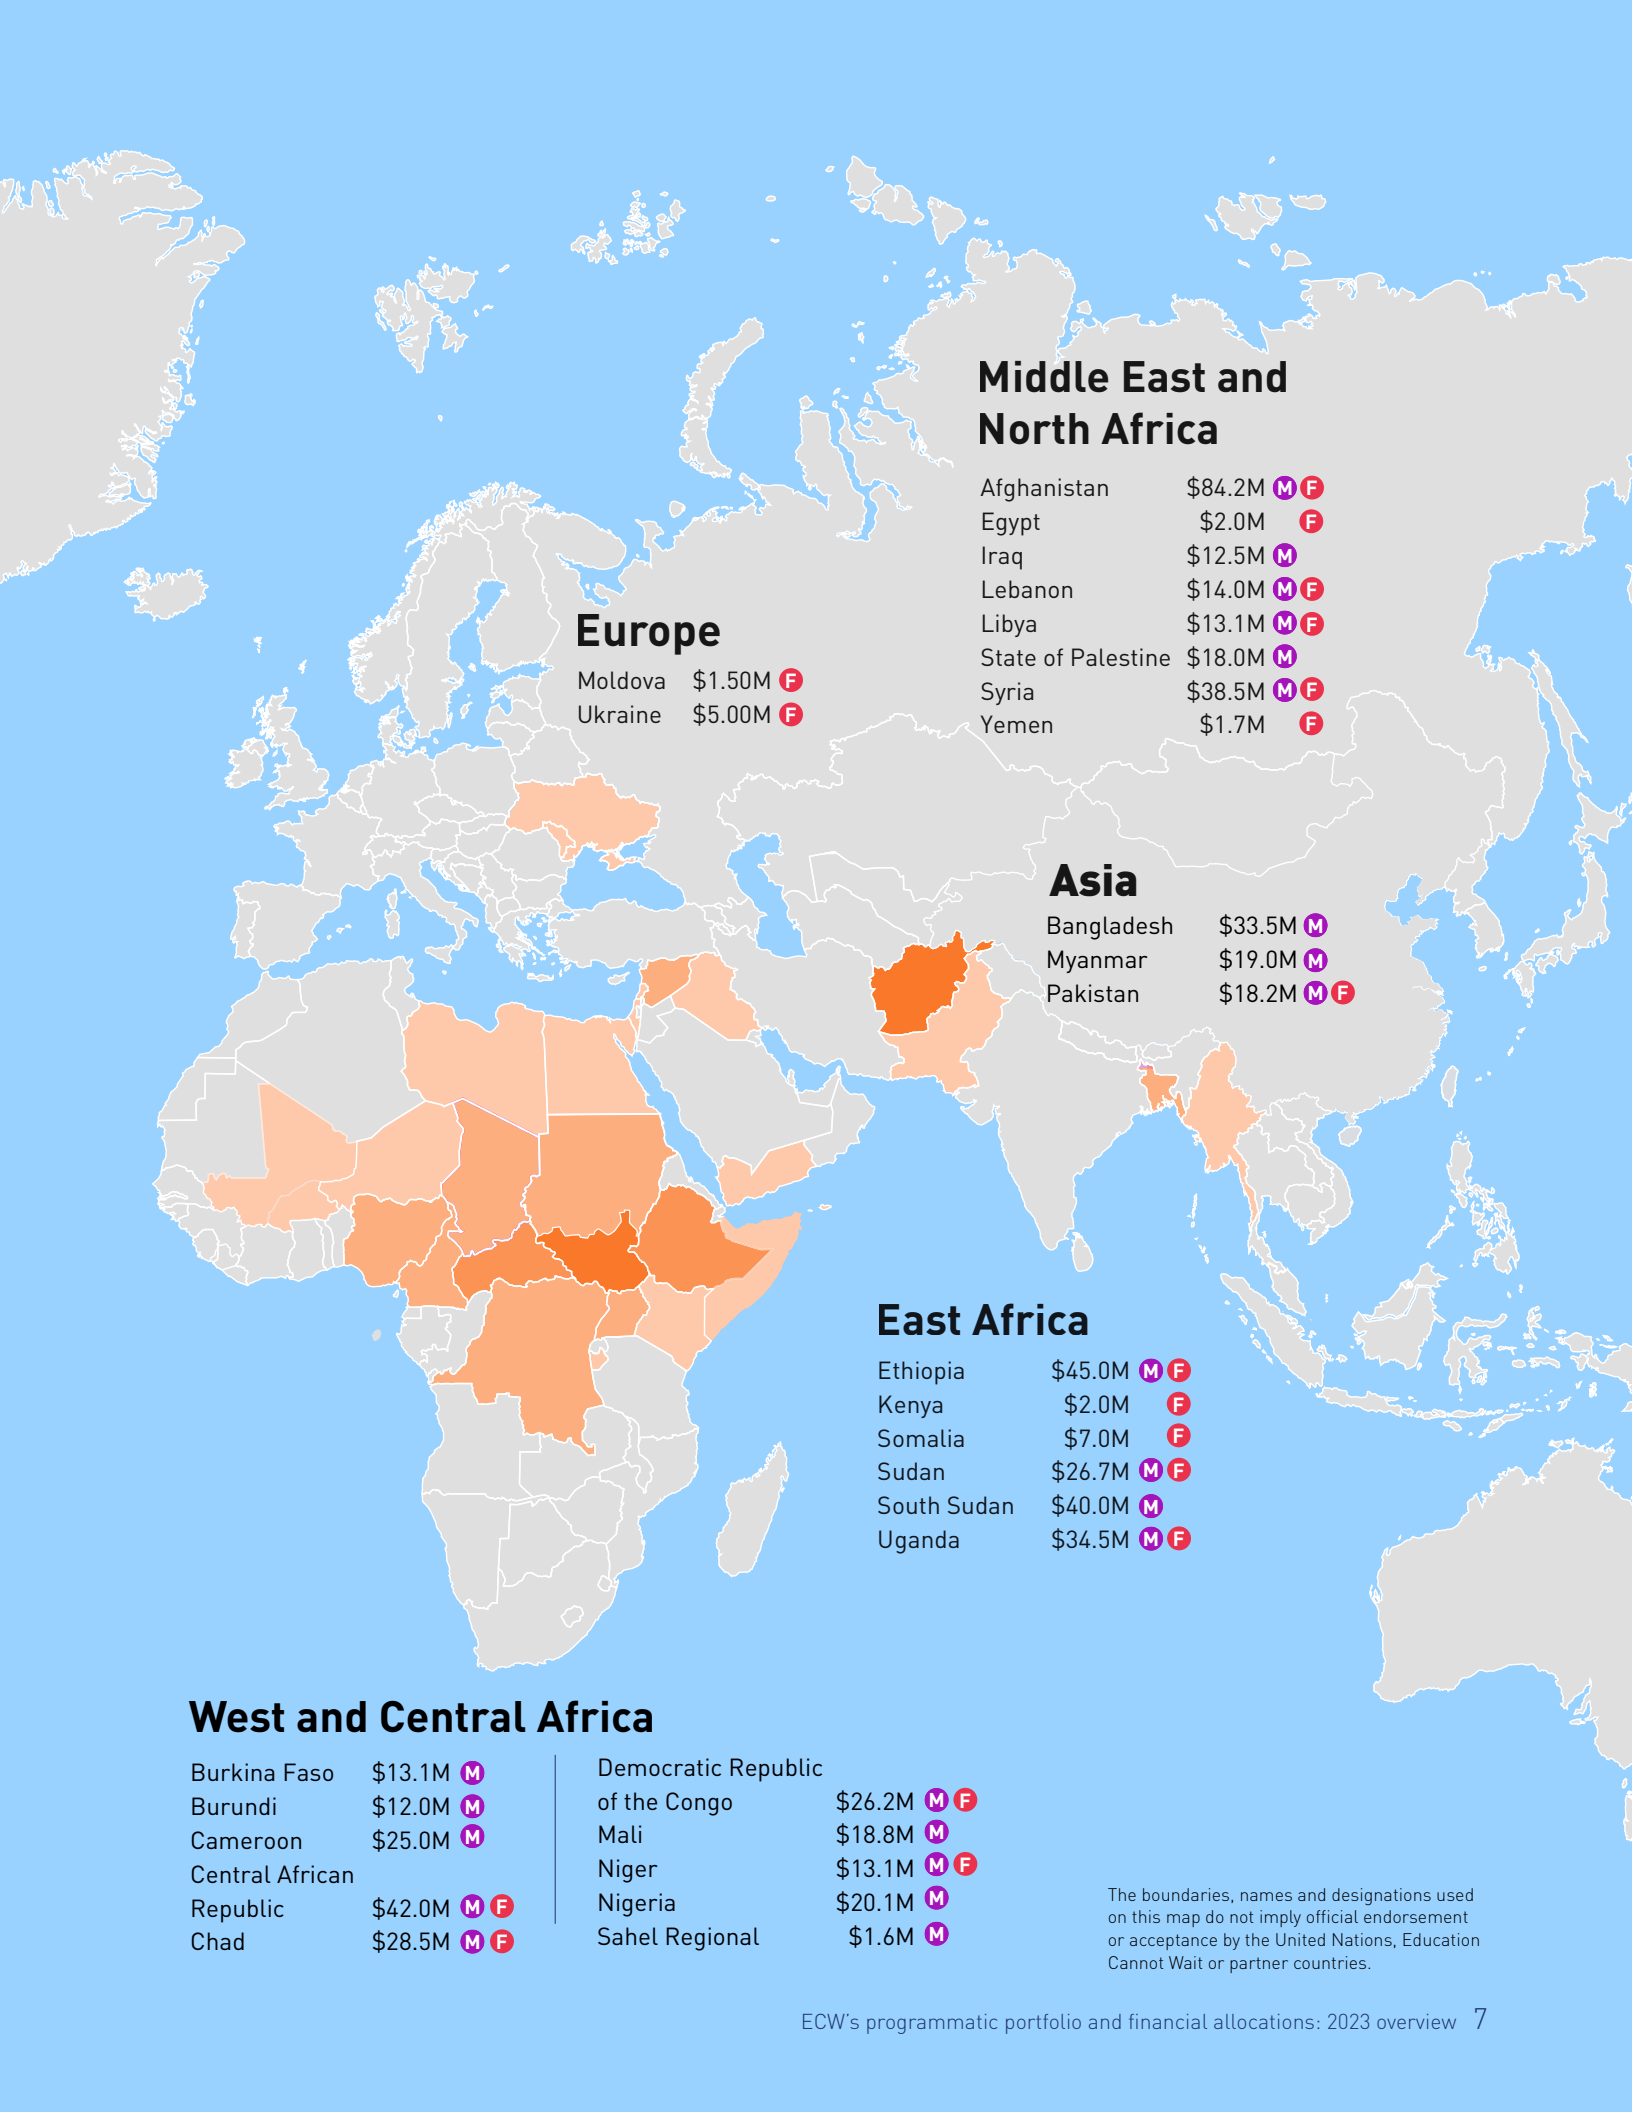 Middle East and
North Africa
Afghanistan $84.2M M F
Egypt $2.0M F
Iraq $12.5M M
Lebanon $14.0M M F
Libya $13.1M M F
State of Palestine $18.0M M
Syria $38.5M M F
Yemen $1.7M F
Europe
Moldova $1.50M F
Ukraine $5.00M F
Asia
Bangladesh $33.5M M
Myanmar $19.0M M
Pakistan $18.2M M F
East Africa
Ethiopia $45.0M M F
Kenya $2.0M F
Somalia $7.0M F
Sudan $26.7M M F
South Sudan $40.0M M
Uganda $34.5M M F
West and Central Africa
Burkina Faso $13.1M M
Burundi $12.0M M
Cameroon $25.0M M
Central African
Republic $42.0M M F
Chad $28.5M M F
Democratic Republic
of the Congo $26.2M M F
Mali $18.8M M
Niger $13.1M M F
Nigeria $20.1M M
Sahel Regional $1.6M M
The boundaries, names and designations used
on this map do not imply official endorsement
or acceptance by the United Nations, Education
Cannot Wait or partner countries.
ECW's programmatic portfolio and financial allocations: 2023 overview 7